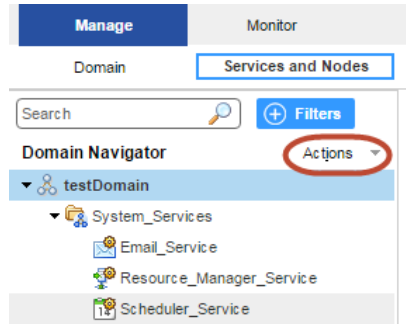 Manage Monitor
Domain Services and Nodes
Search Filters
Domain Navigator Actions
testDomain
System_Services
Email_Service
Resource_Manager_Service
Scheduler_Service